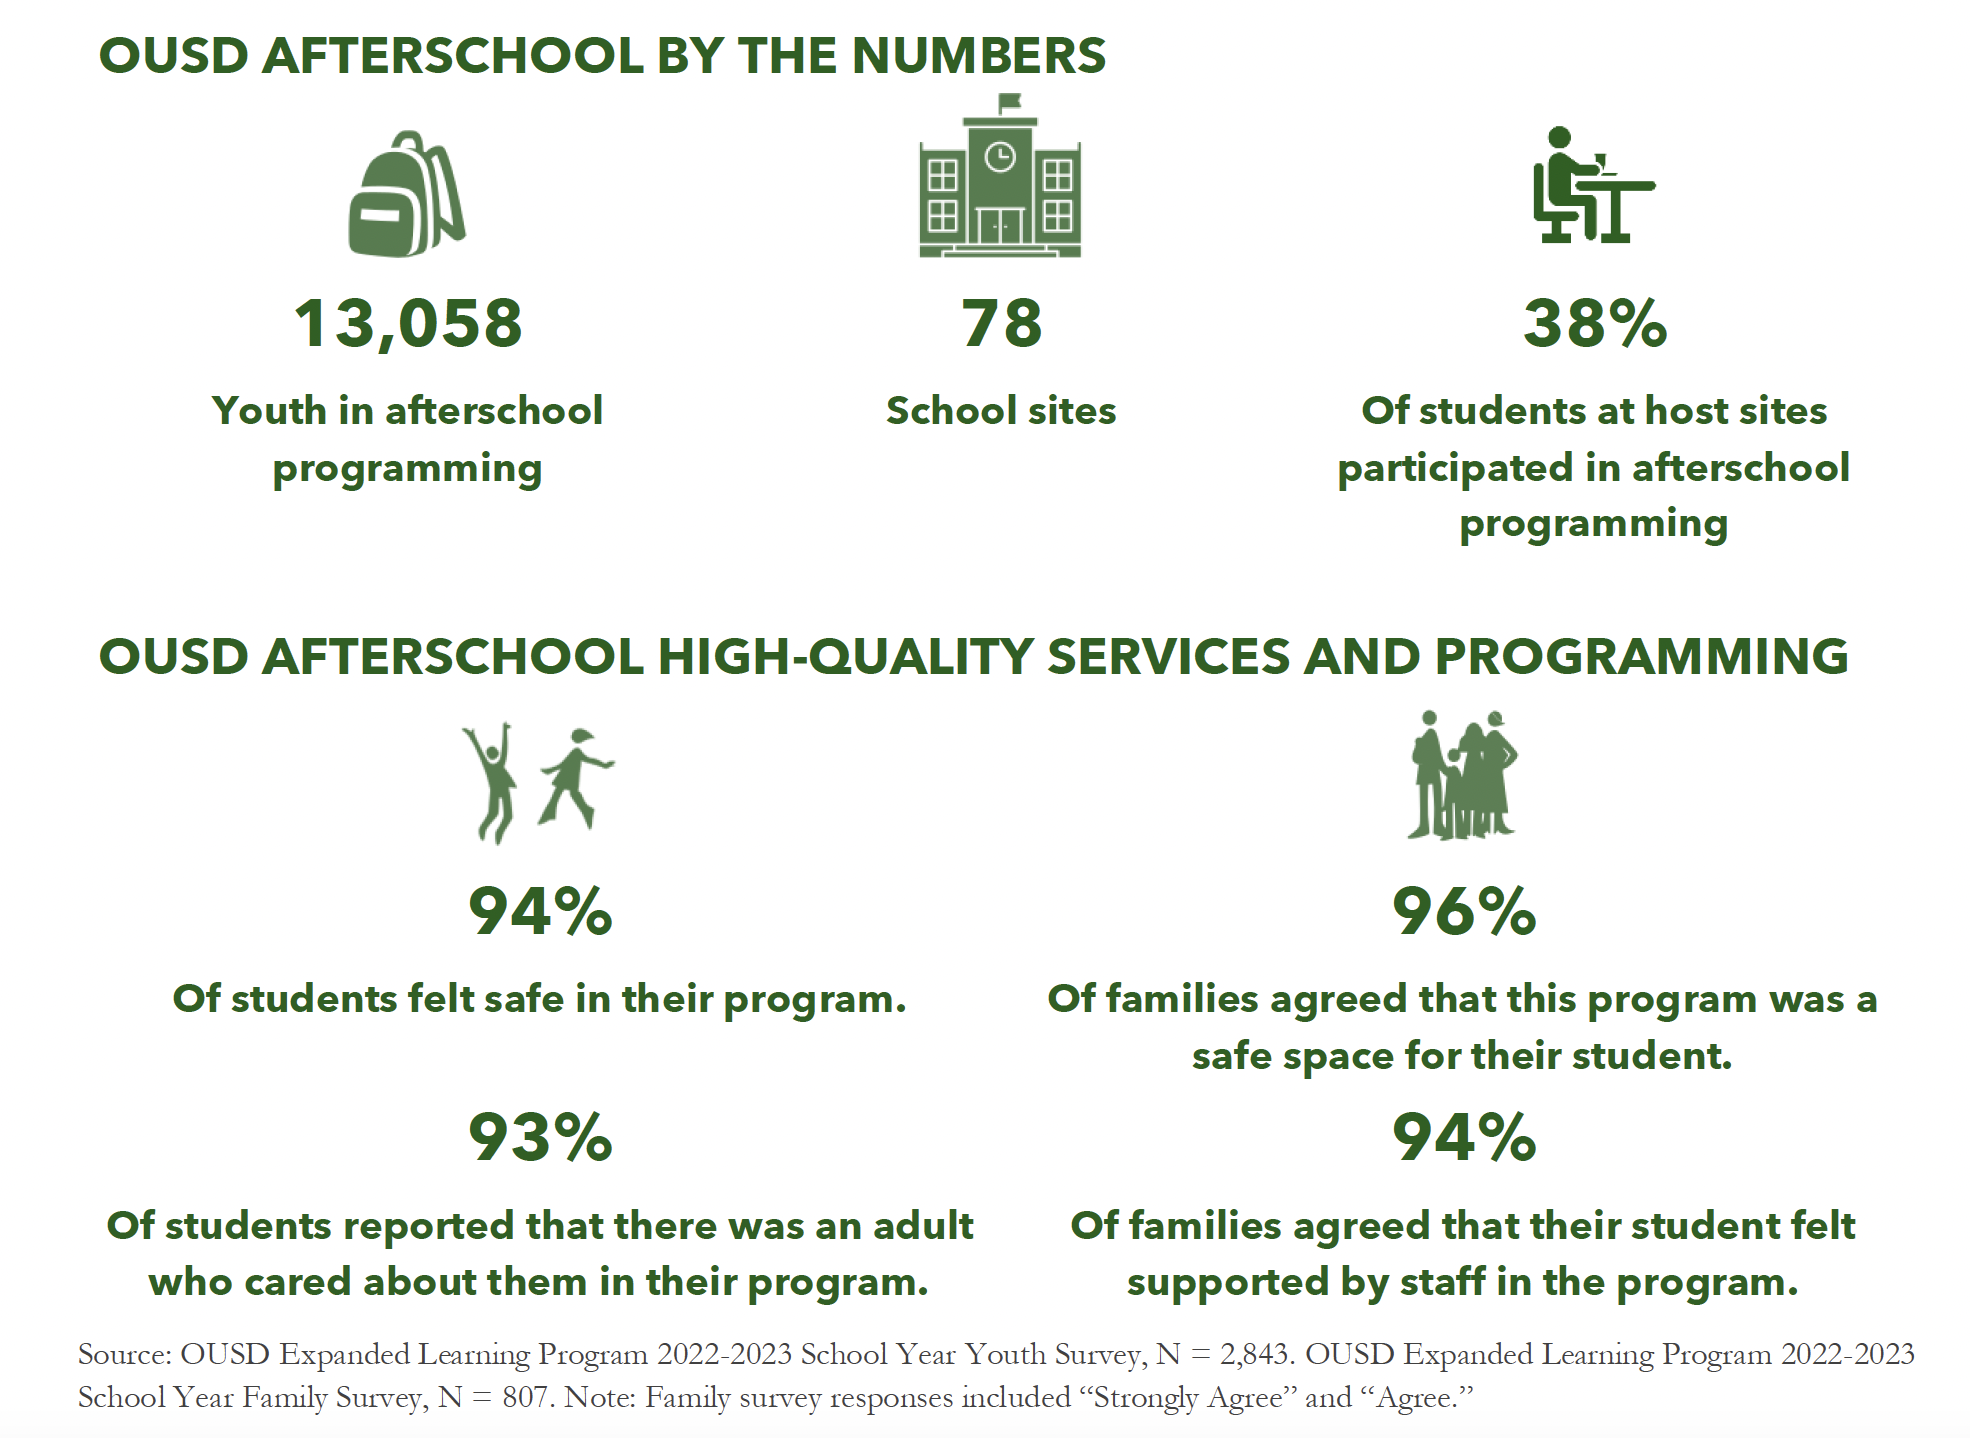 OUSD AFTERSCHOOL BY THE NUMBERS
13,058
Youth in afterschool
programming
78
School sites
38%
Of students at host sites
participated in afterschool
programming
OUSD AFTERSCHOOL HIGH-QUALITY SERVICES AND PROGRAMMING
94%
Of students felt safe in their program.
96%
Of families agreed that this program was a
safe space for their student.
93%
Of students reported that there was an adult
who cared about them in their program.
94%
Of families agreed that their student felt
supported by staff in the program.
Source: OUSD Expanded Learning Program 2022-2023 School Year Youth Survey, N = 2,843. OUSD Expanded Learning Program 2022-2023
School Year Family Survey, N = 807. Note: Family survey responses included “Strongly Agree” and “Agree.”